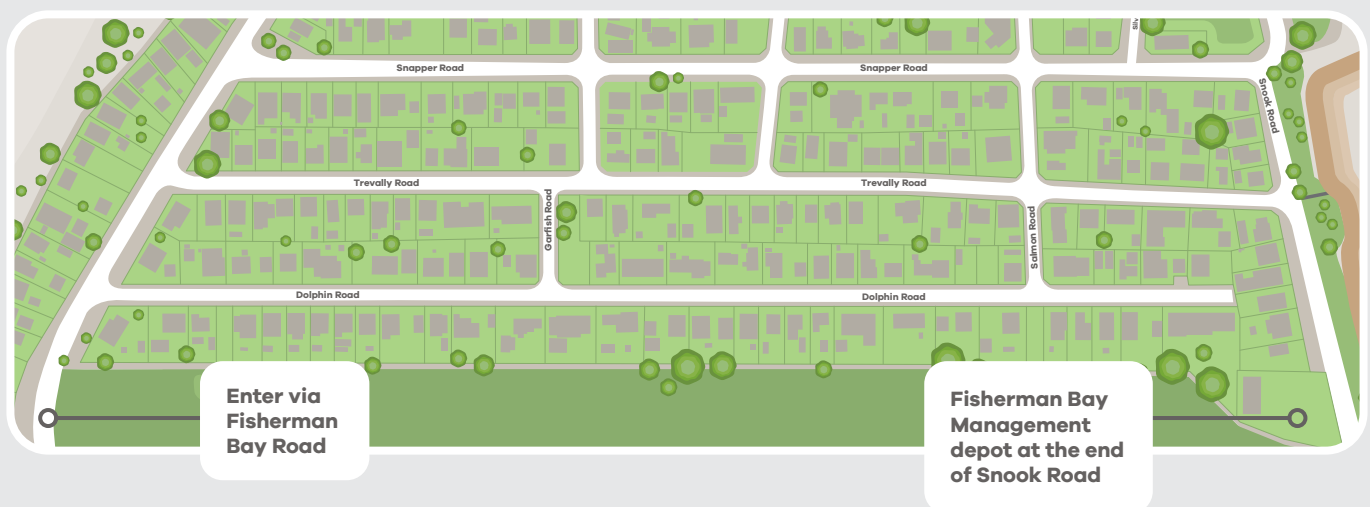 Snapper Road
Snapper Road
Snook Road
Trevally Road
Trevally Road
Garfish Road
Salmon Road
Dolphin Road
Dolphin Road
Enter via
Fisherman
Bay Road
Fisherman Bay
Management
depot at the end
of Snook Road